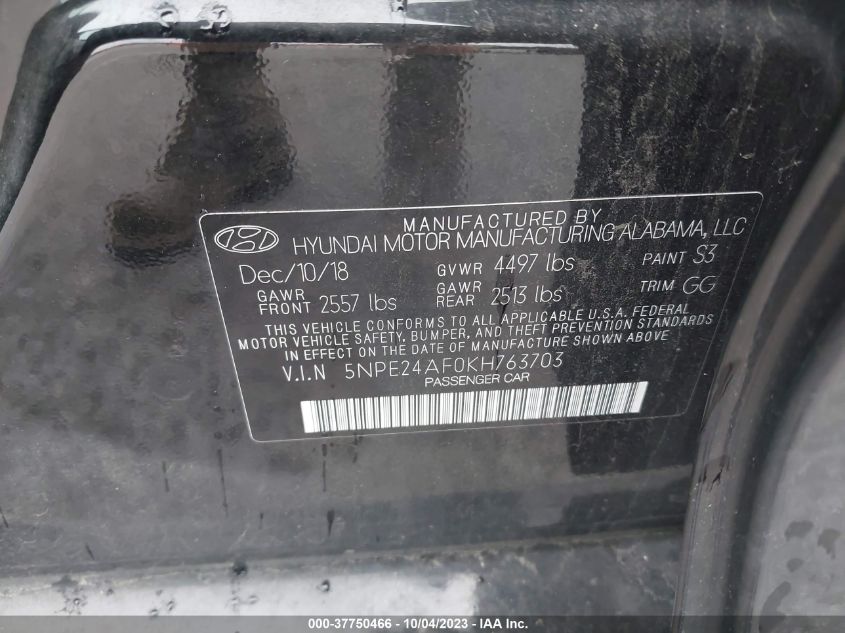 MANUFACTURED BY
HYUNDAI MOTOR MANUFACTURING ALABAMA, LLC
Dec/10/18 GVWR 4497 lbs PAINT S3
GAWR FRONT 2557 lbs GAWR REAR 2513 lbs TRIM GG
THIS VEHICLE CONFORMS TO ALL APPLICABLE U.S.A. FEDERAL
MOTOR VEHICLE SAFETY, BUMPER, AND THEFT PREVENTION STANDARDS
IN EFFECT ON THE DATE OF MANUFACTURE SHOWN ABOVE.
V.I.N 5NPE24AF0KH763703
PASSENGER CAR
000-37750466 - 10/04/2023 - IAA, Inc.